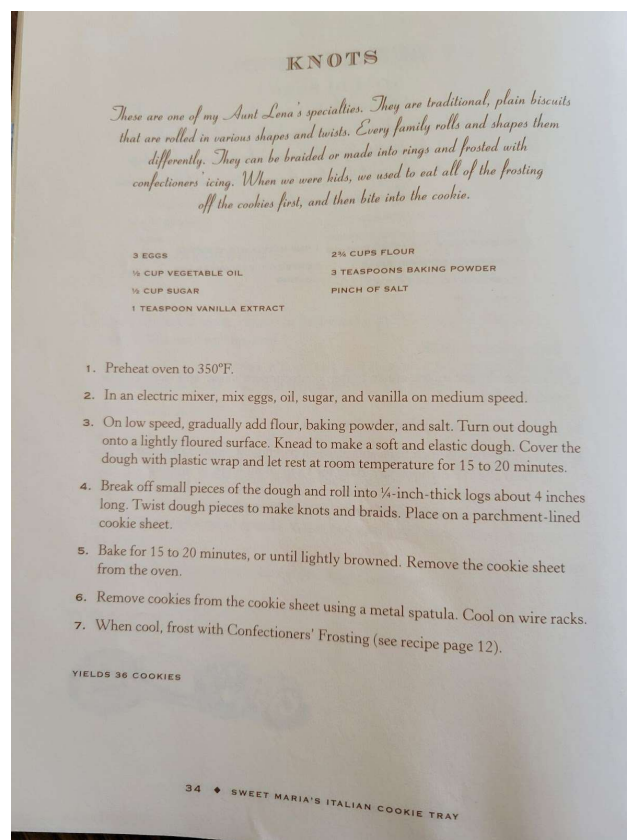 KNOTS
These are one of my Aunt Lena's specialties. They are traditional, plain biscuits
that are rolled in various shapes and twists. Every family rolls and shapes them
differently. They can be braided or made into rings and frosted with
confectioners' icing. When we were kids, we used to eat all of the frosting
off the cookies first, and then bite into the cookie.
3 EGGS
½ CUP VEGETABLE OIL
½ CUP SUGAR
1 TEASPOON VANILLA EXTRACT
2¾ CUPS FLOUR
3 TEASPOONS BAKING POWDER
PINCH OF SALT
1. Preheat oven to 350°F.
2. In an electric mixer, mix eggs, oil, sugar, and vanilla on medium speed.
3. On low speed, gradually add flour, baking powder, and salt. Turn out dough
onto a lightly floured surface. Knead to make a soft and elastic dough. Cover the
dough with plastic wrap and let rest at room temperature for 15 to 20 minutes.
4. Break off small pieces of the dough and roll into ¼-inch-thick logs about 4 inches
long. Twist dough pieces to make knots and braids. Place on a parchment-lined
cookie sheet.
5. Bake for 15 to 20 minutes, or until lightly browned. Remove the cookie sheet
from the oven.
6. Remove cookies from the cookie sheet using a metal spatula. Cool on wire racks.
7. When cool, frost with Confectioners' Frosting (see recipe page 12).
YIELDS 36 COOKIES
34 ◆ SWEET MARIA'S ITALIAN COOKIE TRAY